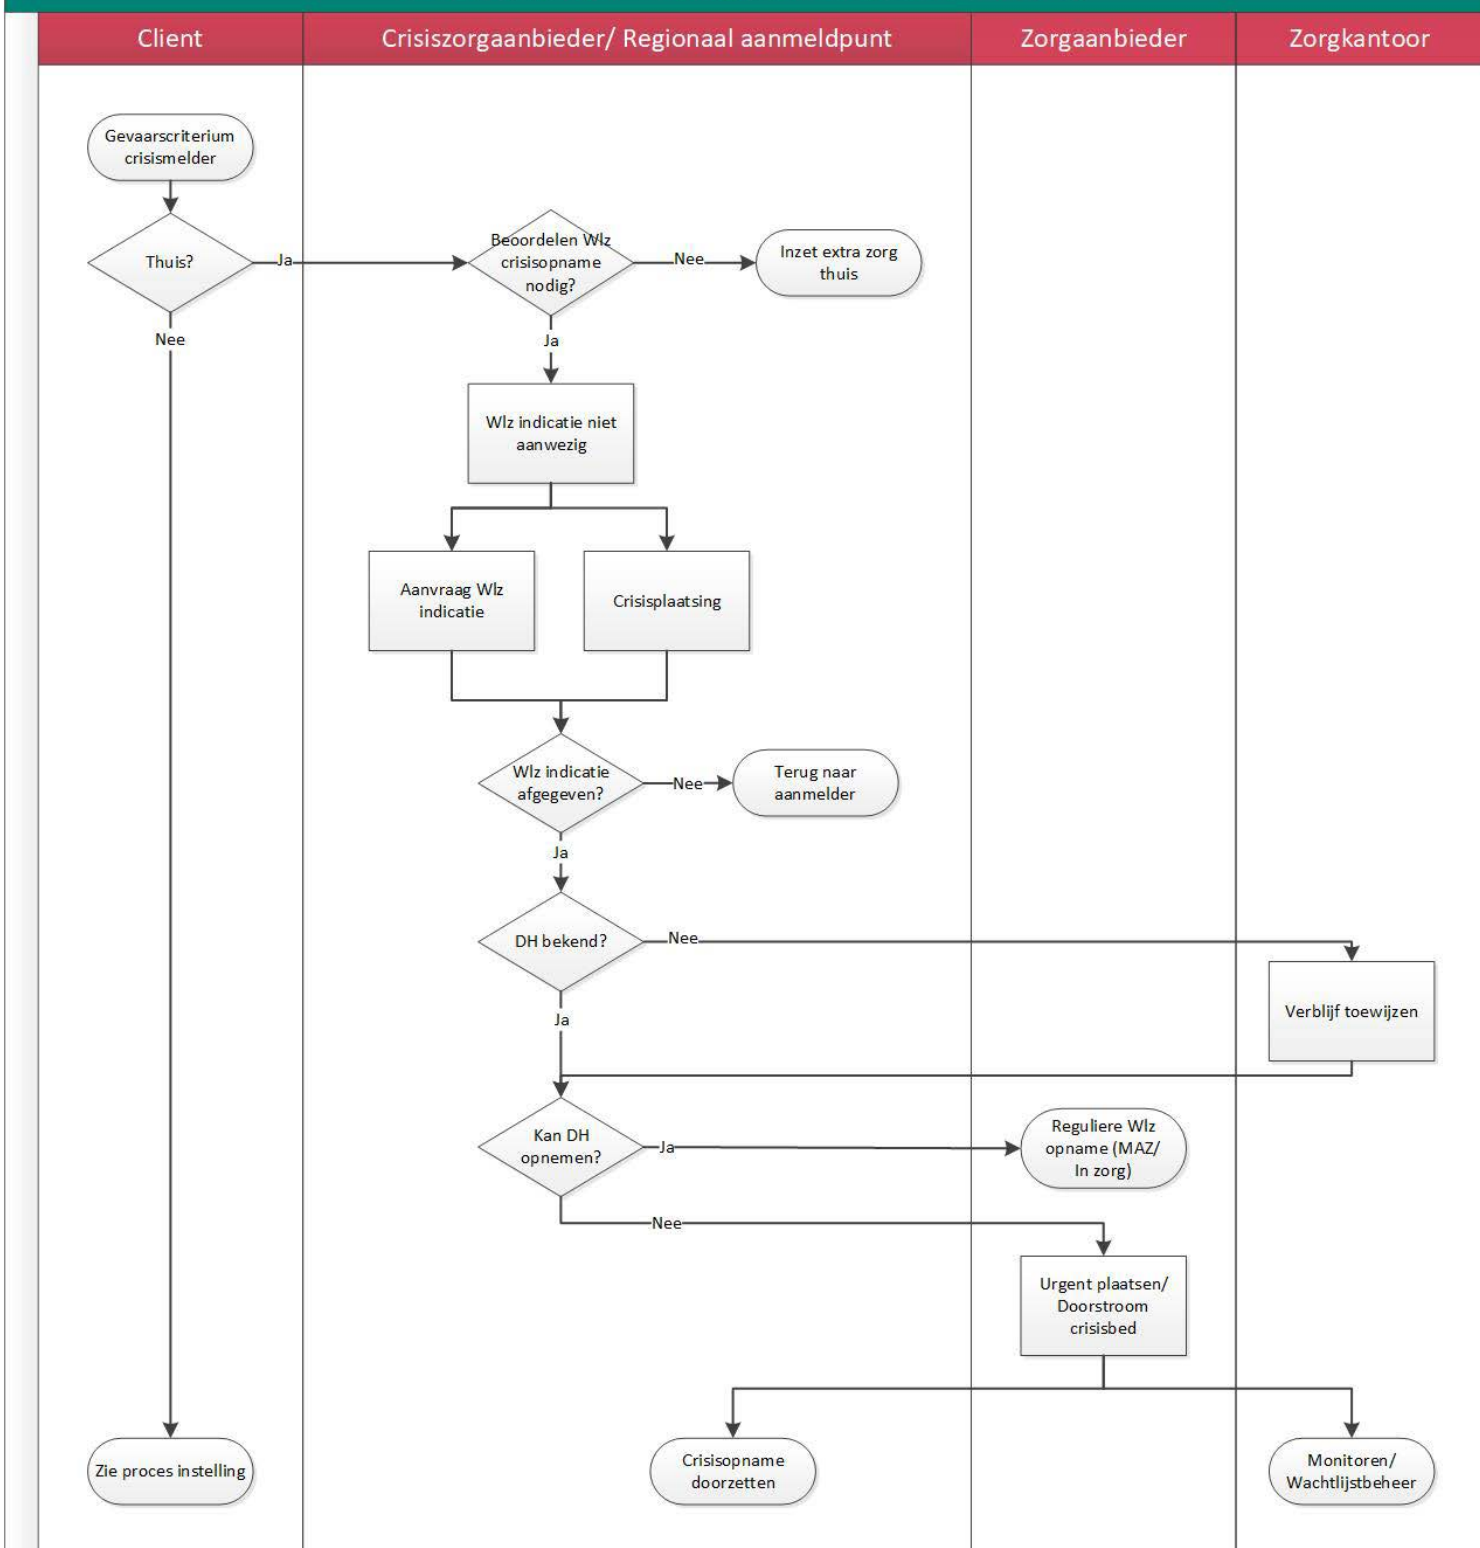 Client
Crisiszorgaanbieder/ Regionaal aanmeldpunt
Zorgaanbieder
Zorgkantoor
Gevaarscriterium
crisismelder
Thuis?
Ja
Beoordelen Wlz
crisisopname
nodig?
Nee
Inzet extra zorg
thuis
Nee
Ja
Wlz indicatie niet
aanwezig
Aanvraag Wlz
indicatie
Crisisplaatsing
Wlz indicatie
afgegeven?
Nee
Terug naar
aanmelder
Ja
DH bekend?
Nee
Verblijf toewijzen
Ja
Kan DH
opnemen?
Ja
Reguliere Wlz
opname (MAZ/
In zorg)
Nee
Urgent plaatsen/
Doorstroom
crisisbed
Zie proces instelling
Crisisopname
doorzetten
Monitoren/
Wachtlijstbeheer